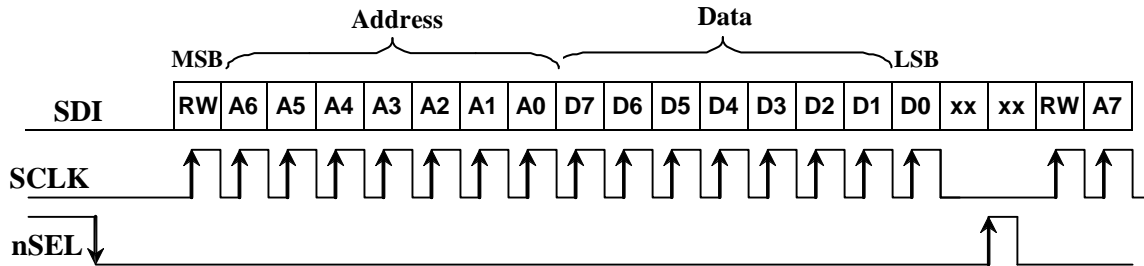 Address Data
MSB LSB
SDI RW A6 A5 A4 A3 A2 A1 A0 D7 D6 D5 D4 D3 D2 D1 D0 xx xx RW A7
SCLK
nSEL